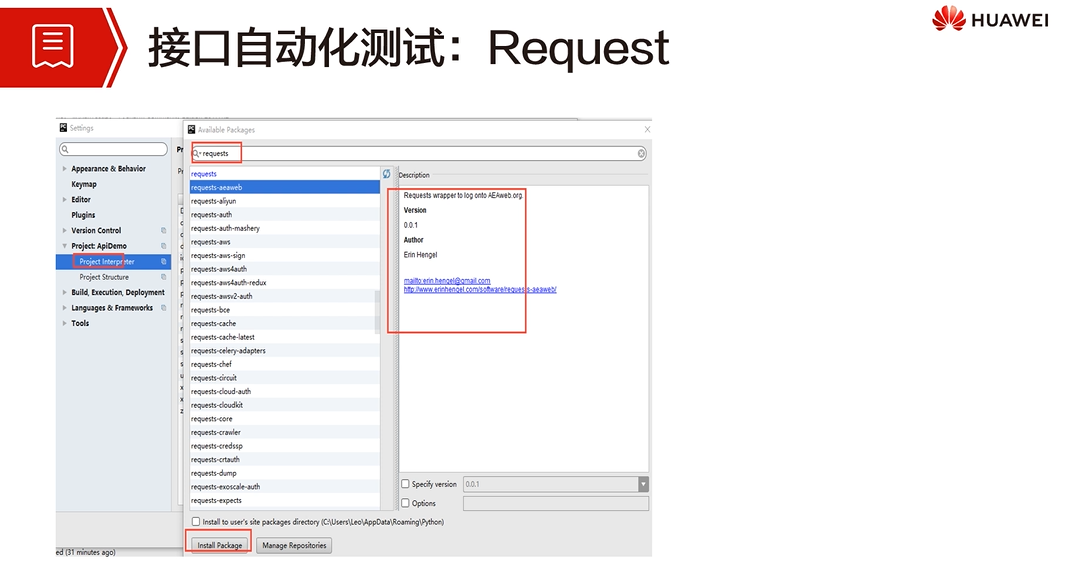 接口自动化测试：Request
HUAWEI
Settings
Available Packages
requests
Appearance & Behavior
Keymap
Editor
Plugins
Version Control
Project: ApiDemo
Project Interpreter
Project Structure
Build, Execution, Deployment
Languages & Frameworks
Tools
requests
requests-aeaweb
requests-aliyun
requests-auth
requests-auth-mashery
requests-aws
requests-aws-sign
requests-aws4auth
requests-aws4auth-redux
requests-awsv2-auth
requests-bce
requests-cache
requests-cache-latest
requests-celery-adapters
requests-chef
requests-circuit
requests-cloud-auth
requests-cloudkit
requests-core
requests-crawler
requests-credssp
requests-crtauth
requests-dump
requests-exoscale-auth
requests-expects
Description
Requests wrapper to log onto AEAweb.org.
Version
0.0.1
Author
Erin Hengel
mailto:erin.hengel@gmail.com
http://www.erinhengel.com/software/requests-aeaweb/
Specify version
0.0.1
Options
Install to user's site packages directory (C:\Users\Leo\AppData\Roaming\Python)
Install Package
Manage Repositories
ed (31 minutes ago)